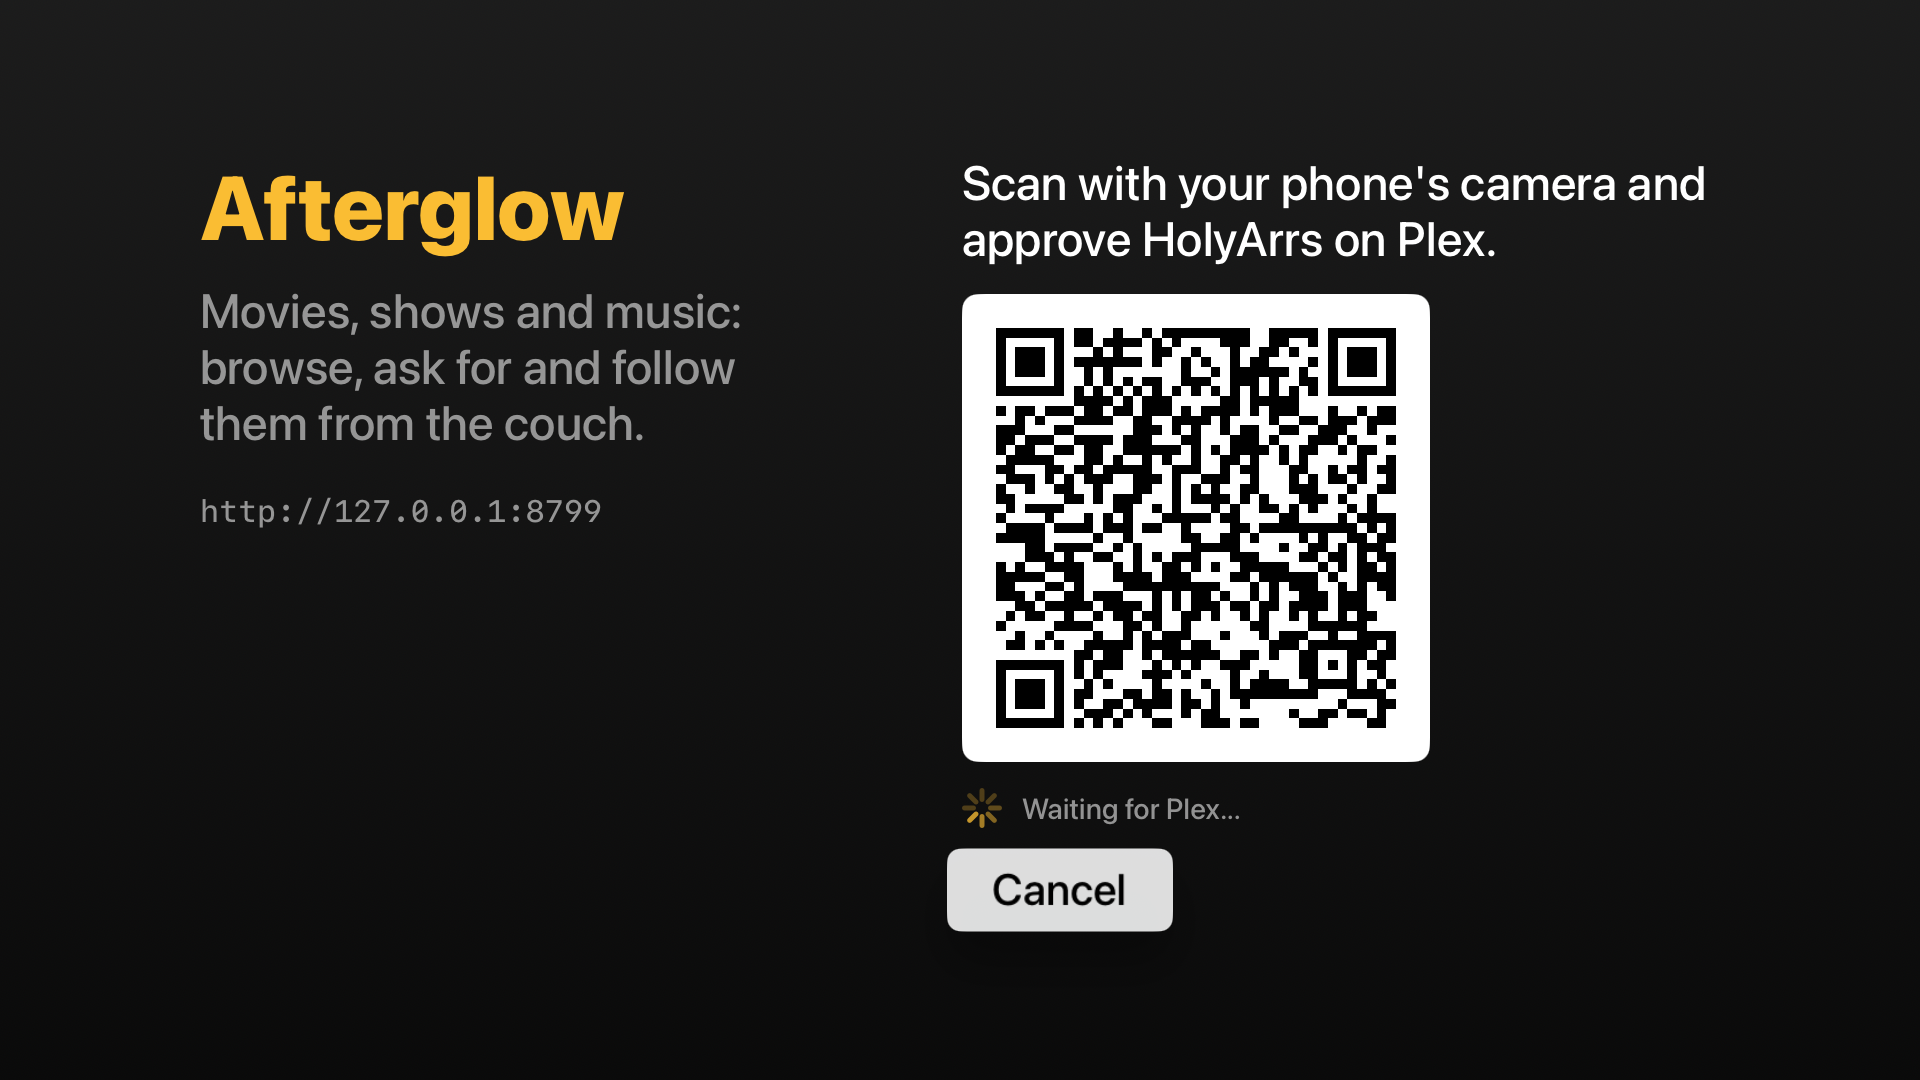 Afterglow
Movies, shows and music:
browse, ask for and follow
them from the couch.
http://127.0.0.1:8799
Scan with your phone's camera and
approve HolyArrs on Plex.
Waiting for Plex...
Cancel